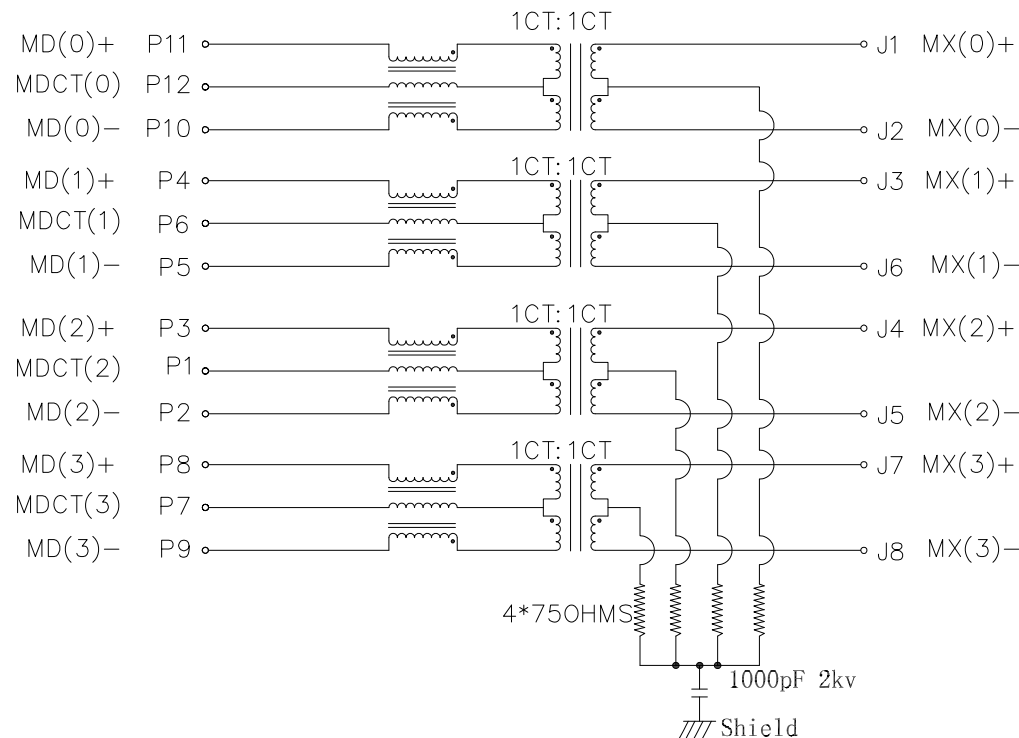 1CT:1CT
MD(0)+ P11 J1 MX(0)+
MDCT(0) P12
MD(0)- P10 J2 MX(0)-
1CT:1CT
MD(1)+ P4 J3 MX(1)+
MDCT(1) P6
MD(1)- P5 J6 MX(1)-
1CT:1CT
MD(2)+ P3 J4 MX(2)+
MDCT(2) P1
MD(2)- P2 J5 MX(2)-
1CT:1CT
MD(3)+ P8 J7 MX(3)+
MDCT(3) P7
MD(3)- P9 J8 MX(3)-
4*75OHMS
1000pF 2kv
Shield